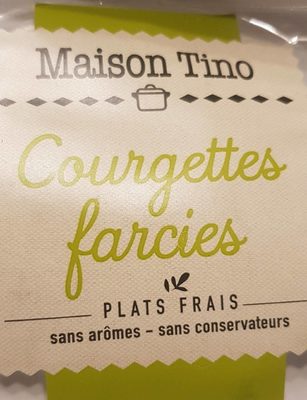 Maison Tino
Courgettes
farcies
PLATS FRAIS
sans arômes – sans conservateurs